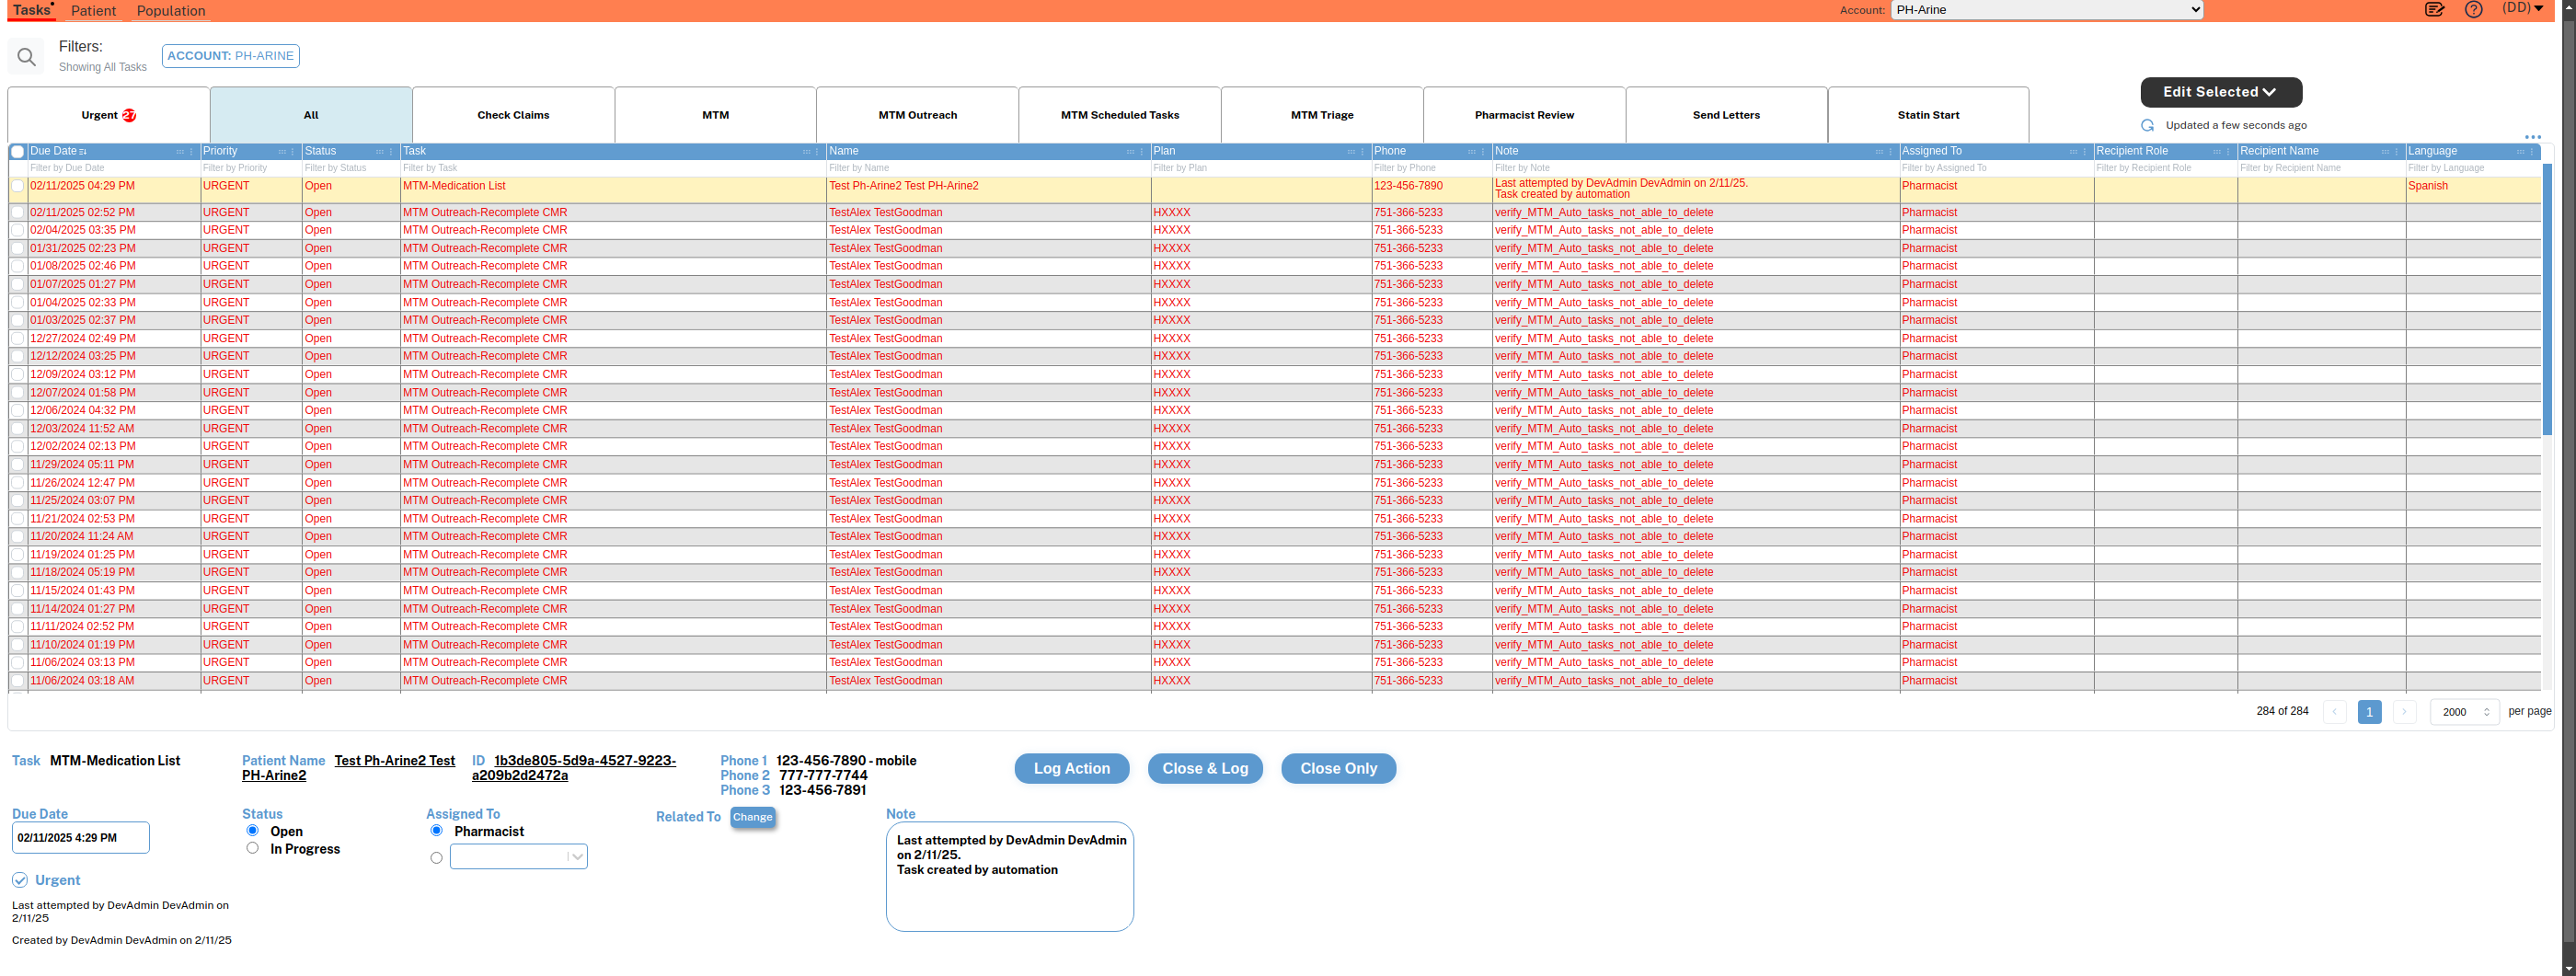 Tasks Patient Population Account: PH-Arine (DD)
Filters:
Showing All Tasks
ACCOUNT: PH-ARINE
Urgent 27 All Check Claims MTM MTM Outreach MTM Scheduled Tasks MTM Triage Pharmacist Review Send Letters Statin Start
Edit Selected
Updated a few seconds ago
Due Date Priority Status Task Name Plan Phone Note Assigned To Recipient Role Recipient Name Language
Filter by Due Date Filter by Priority Filter by Status Filter by Task Filter by Name Filter by Plan Filter by Phone Filter by Note Filter by Assigned To Filter by Recipient Role Filter by Recipient Name Filter by Language
02/11/2025 04:29 PM URGENT Open MTM-Medication List Test Ph-Arine2 Test PH-Arine2 123-456-7890 Last attempted by DevAdmin DevAdmin on 2/11/25. Pharmacist Spanish
Task created by automation
02/11/2025 02:52 PM URGENT Open MTM Outreach-Recomplete CMR TestAlex TestGoodman HXXXX 751-366-5233 verify_MTM_Auto_tasks_not_able_to_delete Pharmacist
02/04/2025 03:35 PM URGENT Open MTM Outreach-Recomplete CMR TestAlex TestGoodman HXXXX 751-366-5233 verify_MTM_Auto_tasks_not_able_to_delete Pharmacist
01/31/2025 02:23 PM URGENT Open MTM Outreach-Recomplete CMR TestAlex TestGoodman HXXXX 751-366-5233 verify_MTM_Auto_tasks_not_able_to_delete Pharmacist
01/08/2025 02:46 PM URGENT Open MTM Outreach-Recomplete CMR TestAlex TestGoodman HXXXX 751-366-5233 verify_MTM_Auto_tasks_not_able_to_delete Pharmacist
01/07/2025 01:27 PM URGENT Open MTM Outreach-Recomplete CMR TestAlex TestGoodman HXXXX 751-366-5233 verify_MTM_Auto_tasks_not_able_to_delete Pharmacist
01/04/2025 02:33 PM URGENT Open MTM Outreach-Recomplete CMR TestAlex TestGoodman HXXXX 751-366-5233 verify_MTM_Auto_tasks_not_able_to_delete Pharmacist
01/03/2025 02:37 PM URGENT Open MTM Outreach-Recomplete CMR TestAlex TestGoodman HXXXX 751-366-5233 verify_MTM_Auto_tasks_not_able_to_delete Pharmacist
12/27/2024 02:49 PM URGENT Open MTM Outreach-Recomplete CMR TestAlex TestGoodman HXXXX 751-366-5233 verify_MTM_Auto_tasks_not_able_to_delete Pharmacist
12/12/2024 03:25 PM URGENT Open MTM Outreach-Recomplete CMR TestAlex TestGoodman HXXXX 751-366-5233 verify_MTM_Auto_tasks_not_able_to_delete Pharmacist
12/09/2024 03:12 PM URGENT Open MTM Outreach-Recomplete CMR TestAlex TestGoodman HXXXX 751-366-5233 verify_MTM_Auto_tasks_not_able_to_delete Pharmacist
12/07/2024 01:58 PM URGENT Open MTM Outreach-Recomplete CMR TestAlex TestGoodman HXXXX 751-366-5233 verify_MTM_Auto_tasks_not_able_to_delete Pharmacist
12/06/2024 04:32 PM URGENT Open MTM Outreach-Recomplete CMR TestAlex TestGoodman HXXXX 751-366-5233 verify_MTM_Auto_tasks_not_able_to_delete Pharmacist
12/03/2024 11:52 AM URGENT Open MTM Outreach-Recomplete CMR TestAlex TestGoodman HXXXX 751-366-5233 verify_MTM_Auto_tasks_not_able_to_delete Pharmacist
12/02/2024 02:13 PM URGENT Open MTM Outreach-Recomplete CMR TestAlex TestGoodman HXXXX 751-366-5233 verify_MTM_Auto_tasks_not_able_to_delete Pharmacist
11/29/2024 05:11 PM URGENT Open MTM Outreach-Recomplete CMR TestAlex TestGoodman HXXXX 751-366-5233 verify_MTM_Auto_tasks_not_able_to_delete Pharmacist
11/26/2024 12:47 PM URGENT Open MTM Outreach-Recomplete CMR TestAlex TestGoodman HXXXX 751-366-5233 verify_MTM_Auto_tasks_not_able_to_delete Pharmacist
11/25/2024 03:07 PM URGENT Open MTM Outreach-Recomplete CMR TestAlex TestGoodman HXXXX 751-366-5233 verify_MTM_Auto_tasks_not_able_to_delete Pharmacist
11/21/2024 02:53 PM URGENT Open MTM Outreach-Recomplete CMR TestAlex TestGoodman HXXXX 751-366-5233 verify_MTM_Auto_tasks_not_able_to_delete Pharmacist
11/20/2024 11:24 AM URGENT Open MTM Outreach-Recomplete CMR TestAlex TestGoodman HXXXX 751-366-5233 verify_MTM_Auto_tasks_not_able_to_delete Pharmacist
11/19/2024 01:25 PM URGENT Open MTM Outreach-Recomplete CMR TestAlex TestGoodman HXXXX 751-366-5233 verify_MTM_Auto_tasks_not_able_to_delete Pharmacist
11/18/2024 05:19 PM URGENT Open MTM Outreach-Recomplete CMR TestAlex TestGoodman HXXXX 751-366-5233 verify_MTM_Auto_tasks_not_able_to_delete Pharmacist
11/15/2024 01:43 PM URGENT Open MTM Outreach-Recomplete CMR TestAlex TestGoodman HXXXX 751-366-5233 verify_MTM_Auto_tasks_not_able_to_delete Pharmacist
11/14/2024 01:27 PM URGENT Open MTM Outreach-Recomplete CMR TestAlex TestGoodman HXXXX 751-366-5233 verify_MTM_Auto_tasks_not_able_to_delete Pharmacist
11/11/2024 02:52 PM URGENT Open MTM Outreach-Recomplete CMR TestAlex TestGoodman HXXXX 751-366-5233 verify_MTM_Auto_tasks_not_able_to_delete Pharmacist
11/10/2024 01:19 PM URGENT Open MTM Outreach-Recomplete CMR TestAlex TestGoodman HXXXX 751-366-5233 verify_MTM_Auto_tasks_not_able_to_delete Pharmacist
11/06/2024 03:13 PM URGENT Open MTM Outreach-Recomplete CMR TestAlex TestGoodman HXXXX 751-366-5233 verify_MTM_Auto_tasks_not_able_to_delete Pharmacist
11/06/2024 03:18 AM URGENT Open MTM Outreach-Recomplete CMR TestAlex TestGoodman HXXXX 751-366-5233 verify_MTM_Auto_tasks_not_able_to_delete Pharmacist
284 of 284 1 2000 per page
Task MTM-Medication List
Patient Name Test Ph-Arine2 Test
PH-Arine2
ID 1b3de805-5d9a-4527-9223-
a209b2d2472a
Phone 1 123-456-7890 - mobile
Phone 2 777-777-7744
Phone 3 123-456-7891
Log Action Close & Log Close Only
Due Date
02/11/2025 4:29 PM
Status
Open
In Progress
Assigned To
Pharmacist
Related To Change
Note
Last attempted by DevAdmin DevAdmin
on 2/11/25.
Task created by automation
Urgent
Last attempted by DevAdmin DevAdmin on
2/11/25
Created by DevAdmin DevAdmin on 2/11/25